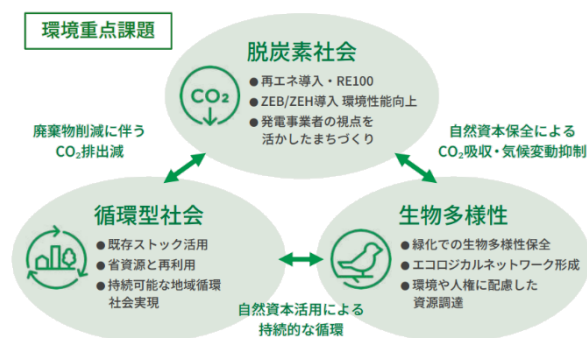 環境重点課題
脱炭素社会
CO₂
●再エネ導入・RE100
●ZEB/ZEH導入 環境性能向上
●発電事業者の視点を
活かしたまちづくり
廃棄物削減に伴う
CO₂排出減
自然資本保全による
CO₂吸収・気候変動抑制
循環型社会
●既存ストック活用
●省資源と再利用
●持続可能な地域循環
社会実現
生物多様性
●緑化での生物多様性保全
●エコロジカルネットワーク形成
●環境や人権に配慮した
資源調達
自然資本活用による
持続的な循環